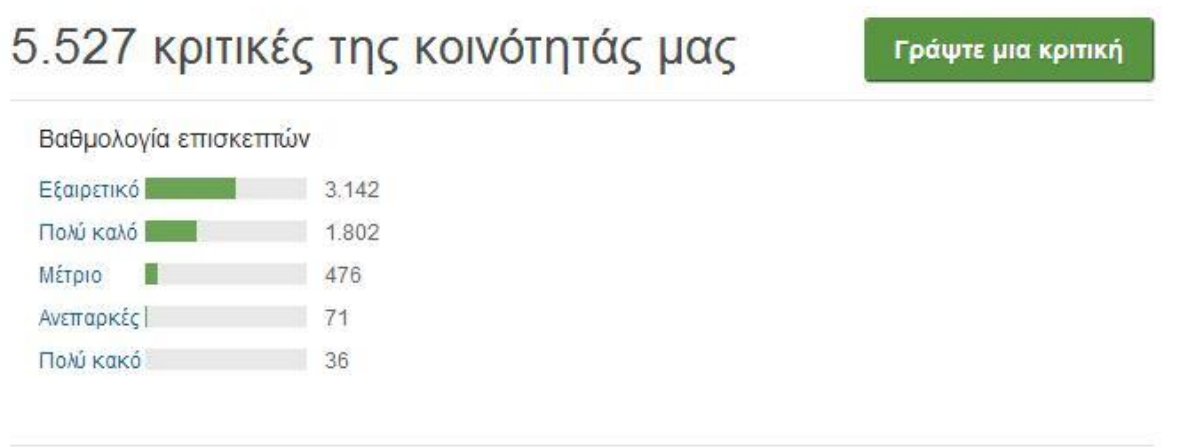 5.527 κριτικές της κοινότητάς μας
Γράψτε μια κριτική
Βαθμολογία επισκεπτών
Εξαιρετικό 3.142
Πολύ καλό 1.802
Μέτριο 476
Ανεπαρκές 71
Πολύ κακό 36